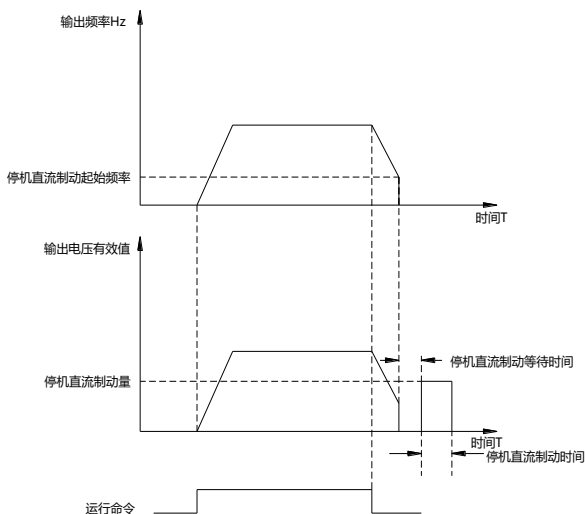 输出频率Hz
停机直流制动起始频率
时间T
输出电压有效值
停机直流制动等待时间
停机直流制动量
时间T
停机直流制动时间
运行命令